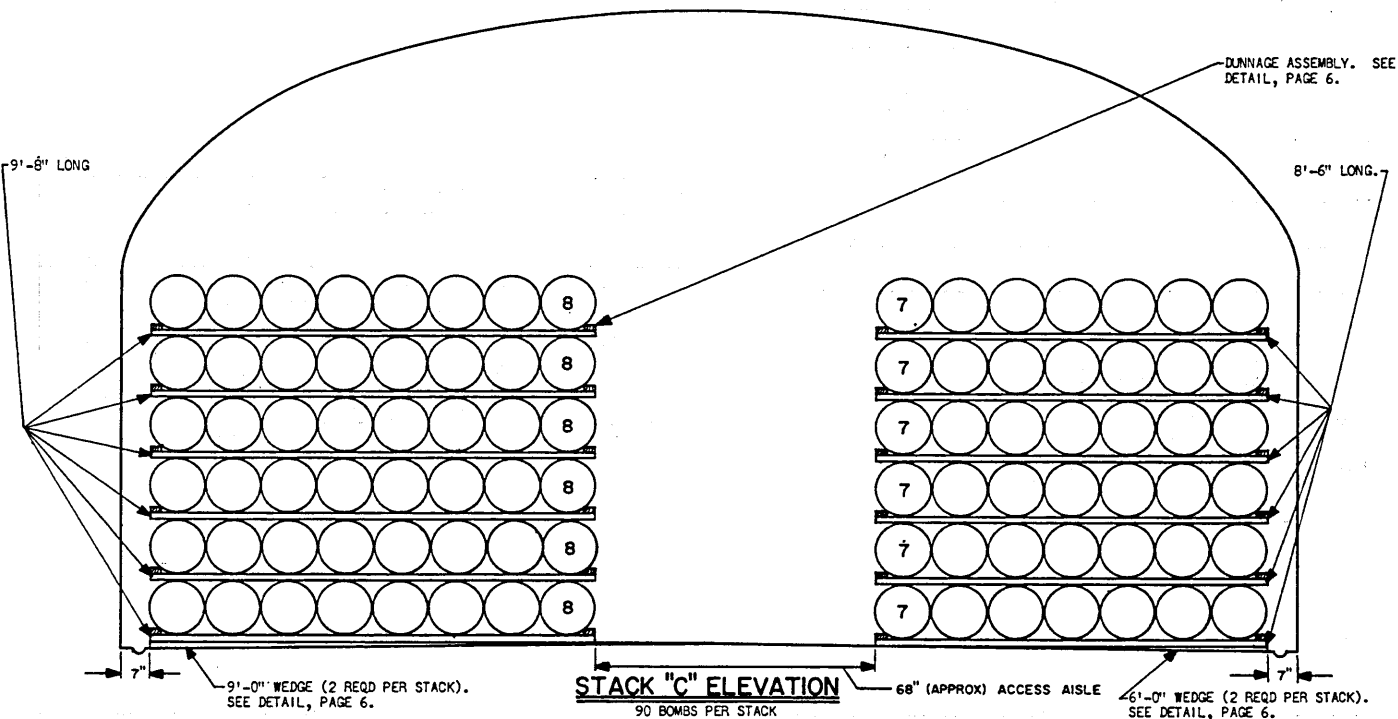 DUNNAGE ASSEMBLY. SEE
DETAIL, PAGE 6.
9'-8" LONG
8'-6" LONG.
8
7
8
7
8
7
8
7
8
7
8
7
7"
9'-0" WEDGE (2 REQD PER STACK).
SEE DETAIL, PAGE 6.
STACK "C" ELEVATION
90 BOMBS PER STACK
68" (APPROX) ACCESS AISLE
6'-0" WEDGE (2 REQD PER STACK).
SEE DETAIL, PAGE 6.
7"